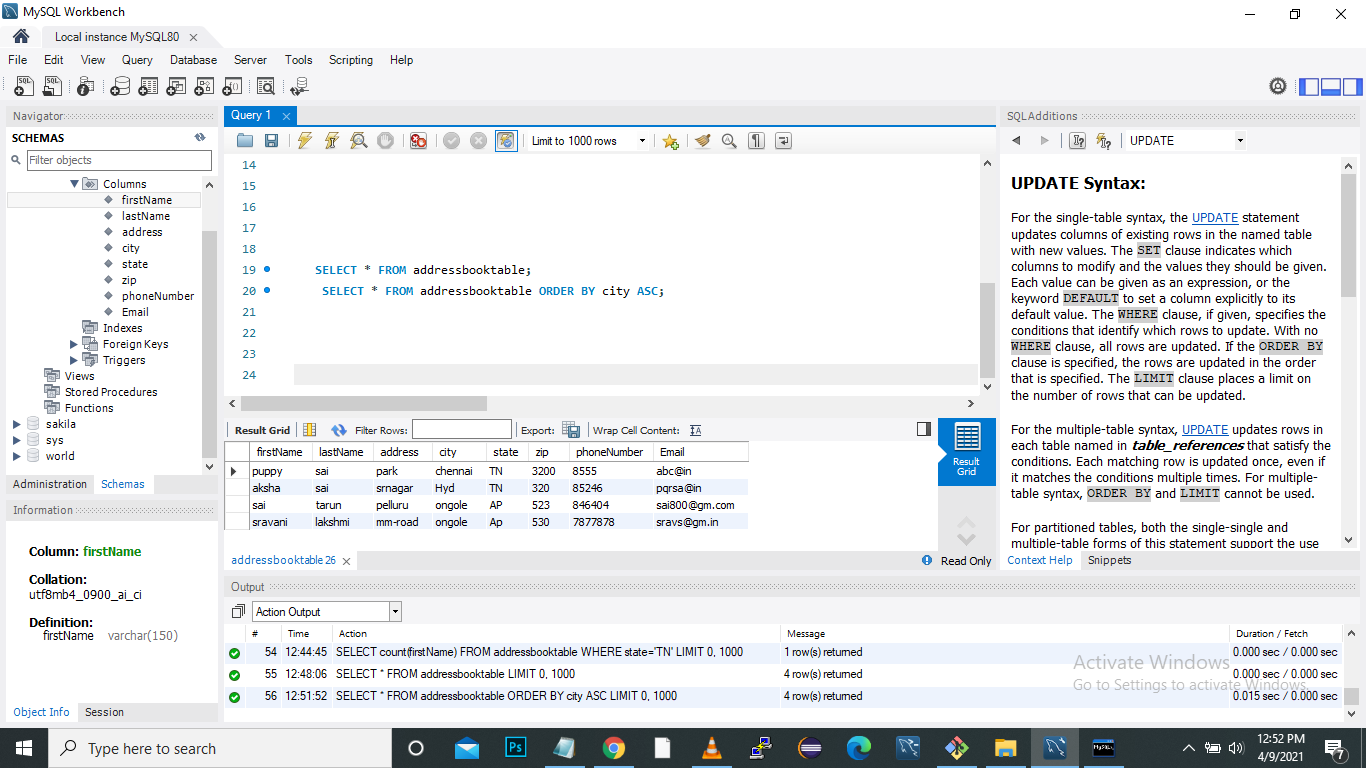 MySQL Workbench
Local instance MySQL80
File Edit View Query Database Server Tools Scripting Help
Navigator
SCHEMAS
Filter objects
Columns
firstName
lastName
address
city
state
zip
phoneNumber
Email
Indexes
Foreign Keys
Triggers
Views
Stored Procedures
Functions
sakila
sys
world
Administration Schemas
Information
Column: firstName
Collation:
utf8mb4_0900_ai_ci
Definition:
firstName varchar(150)
Object Info Session
Query 1
Limit to 1000 rows
14
15
16
17
18
19 SELECT * FROM addressbooktable;
20 SELECT * FROM addressbooktable ORDER BY city ASC;
21
22
23
24
Result Grid Filter Rows: Export: Wrap Cell Content:
firstName lastName address city state zip phoneNumber Email
puppy sai park chennai TN 3200 8555 abc@in
aksha sai srnagar Hyd TN 320 85246 pqrsa@in
sai tarun pelluru ongole AP 523 846404 sai800@gm.com
sravani lakshmi mm-road ongole Ap 530 7877878 sravs@gm.in
Result
Grid
addressbooktable 26
Read Only
SQLAdditions
UPDATE
UPDATE Syntax:
For the single-table syntax, the UPDATE statement
updates columns of existing rows in the named table
with new values. The SET clause indicates which
columns to modify and the values they should be given.
Each value can be given as an expression, or the
keyword DEFAULT to set a column explicitly to its
default value. The WHERE clause, if given, specifies the
conditions that identify which rows to update. With no
WHERE clause, all rows are updated. If the ORDER BY
clause is specified, the rows are updated in the order
that is specified. The LIMIT clause places a limit on
the number of rows that can be updated.
For the multiple-table syntax, UPDATE updates rows in
each table named in table_references that satisfy the
conditions. Each matching row is updated once, even if
it matches the conditions multiple times. For multiple-
table syntax, ORDER BY and LIMIT cannot be used.
For partitioned tables, both the single-single and
multiple-table forms of this statement support the use
Context Help Snippets
Output
Action Output
# Time Action Message Duration / Fetch
54 12:44:45 SELECT count(firstName) FROM addressbooktable WHERE state='TN' LIMIT 0, 1000 1 row(s) returned 0.000 sec / 0.000 sec
55 12:48:06 SELECT * FROM addressbooktable LIMIT 0, 1000 4 row(s) returned 0.000 sec / 0.000 sec
56 12:51:52 SELECT * FROM addressbooktable ORDER BY city ASC LIMIT 0, 1000 4 row(s) returned 0.015 sec / 0.000 sec
Activate Windows
Go to Settings to activate Windows.
Type here to search
12:52 PM
4/9/2021
7